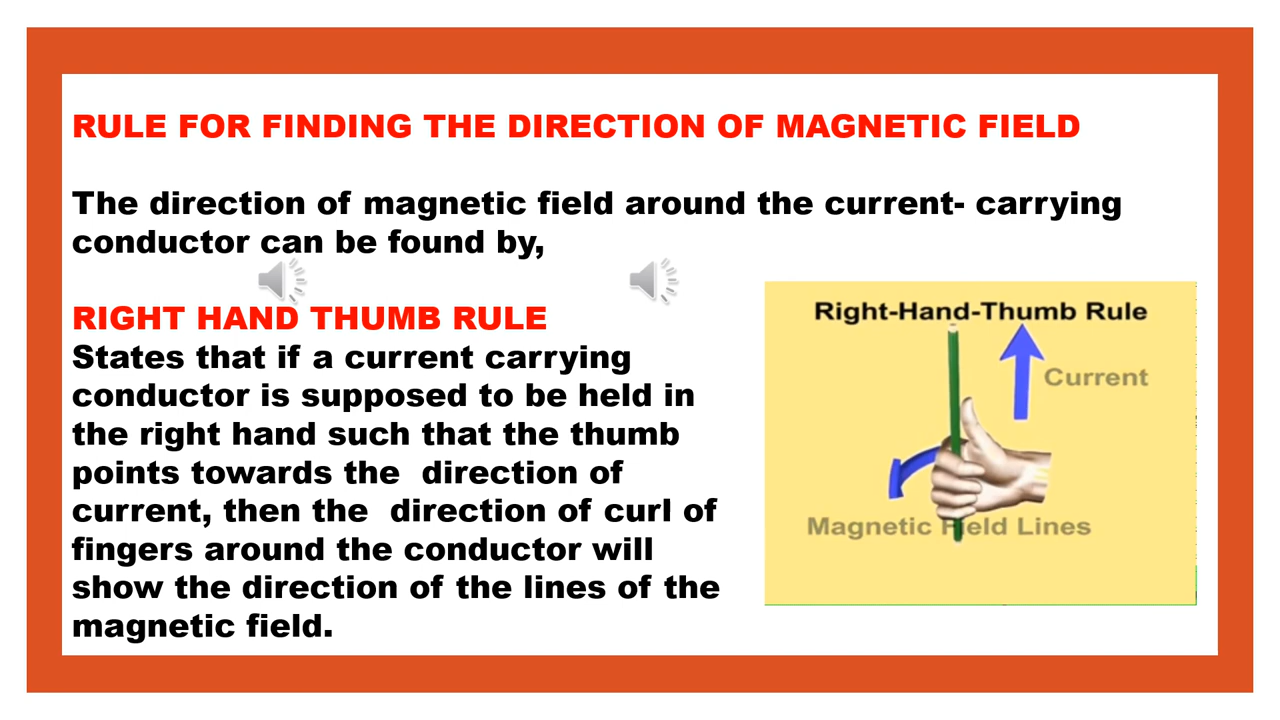 RULE FOR FINDING THE DIRECTION OF MAGNETIC FIELD
The direction of magnetic field around the current- carrying
conductor can be found by,
RIGHT HAND THUMB RULE
States that if a current carrying
conductor is supposed to be held in
the right hand such that the thumb
points towards the  direction of
current, then the  direction of curl of
fingers around the conductor will
show the direction of the lines of the
magnetic field.
Right-Hand-Thumb Rule
Current
Magnetic Field Lines